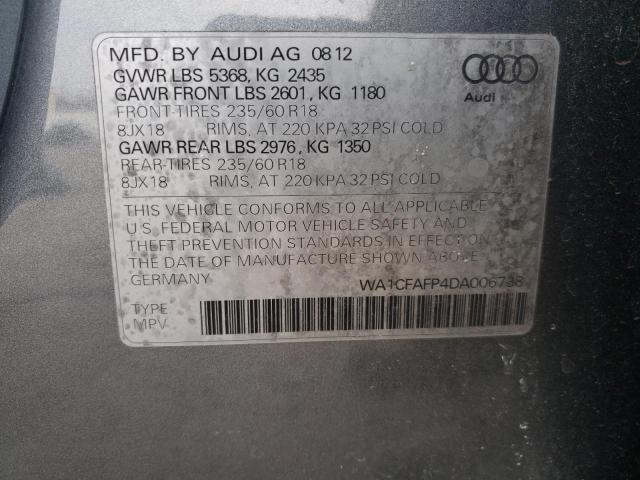 MFD. BY AUDI AG 08 12
GVWR LBS 5368, KG 2435
GAWR FRONT LBS 2601, KG 1180
FRONT-TIRES 235/60 R18
8JX18 RIMS, AT 220 KPA 32 PSI COLD
GAWR REAR LBS 2976, KG 1350
REAR-TIRES 235/60 R18
8JX18 RIMS, AT 220 KPA 32 PSI COLD
Audi
THIS VEHICLE CONFORMS TO ALL APPLICABLE
U.S. FEDERAL MOTOR VEHICLE SAFETY AND
THEFT PREVENTION STANDARDS IN EFFECT ON
THE DATE OF MANUFACTURE SHOWN ABOVE.
GERMANY WA1CFAFP4DA006738
TYPE
MPV